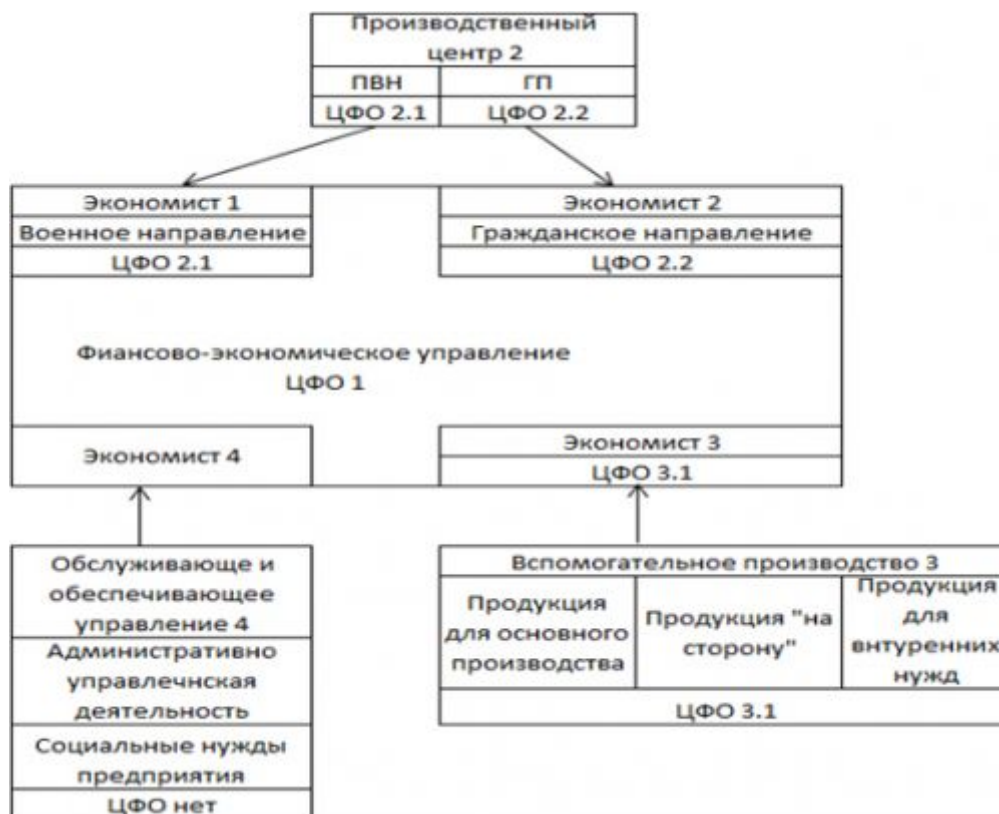 Производственный
центр 2
ПВН
ГП
ЦФО 2.1
ЦФО 2.2
Экономист 1
Военное направление
ЦФО 2.1
Экономист 2
Гражданское направление
ЦФО 2.2
Фиансово-экономическое управление
ЦФО 1
Экономист 4
Экономист 3
ЦФО 3.1
Обслуживающе и
обеспечивающее
управление 4
Административно
управлечнская
деятельность
Социальные нужды
предприятия
ЦФО нет
Вспомогательное производство 3
Продукция
для основного
производства
Продукция "на
сторону"
Продукция
для
внтуренних
нужд
ЦФО 3.1